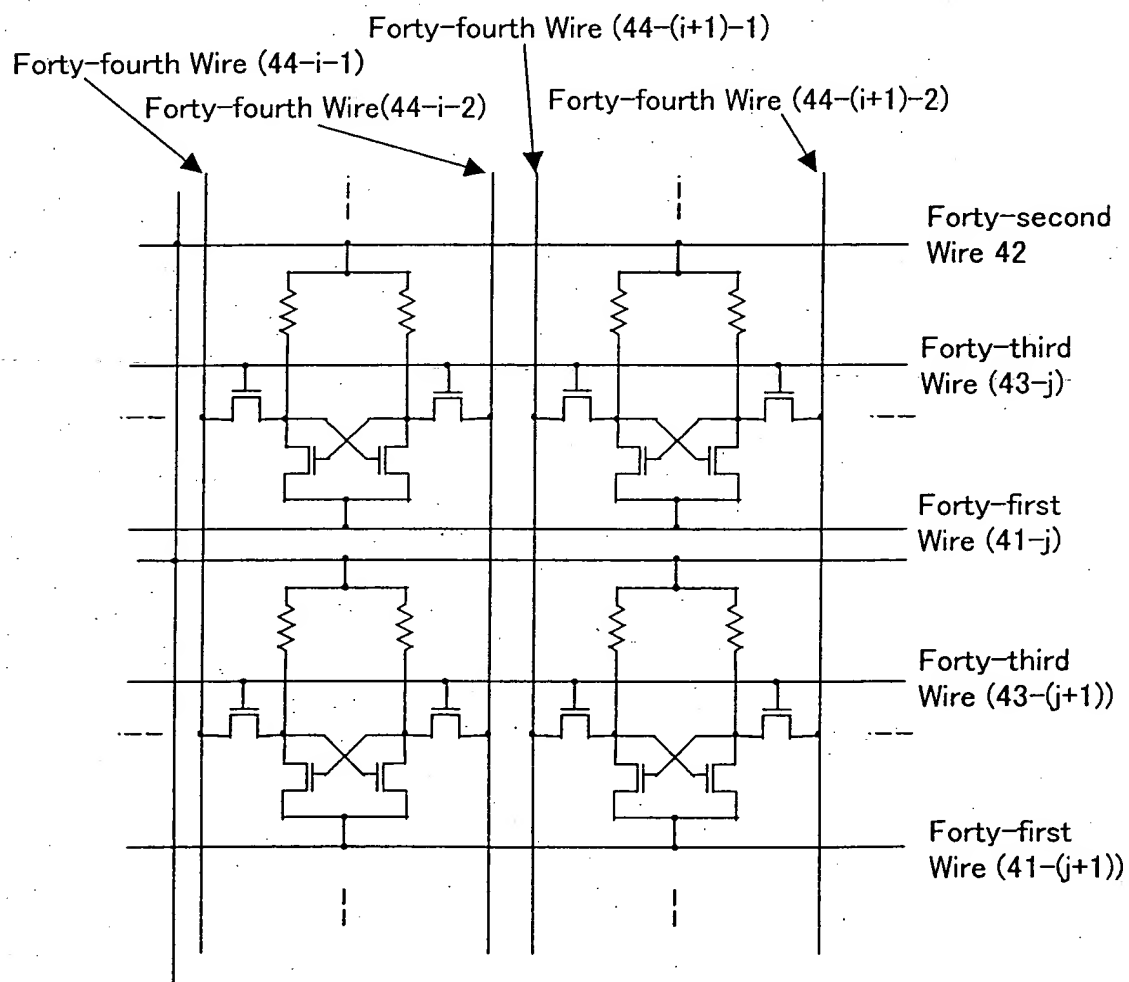 Forty-fourth Wire (44-(i+1)-1)
Forty-fourth Wire (44-i-1)
Forty-fourth Wire(44-i-2)
Forty-fourth Wire (44-(i+1)-2)
Forty-second
Wire 42
Forty-third
Wire (43-j)
Forty-first
Wire (41-j)
Forty-third
Wire (43-(j+1))
Forty-first
Wire (41-(j+1))